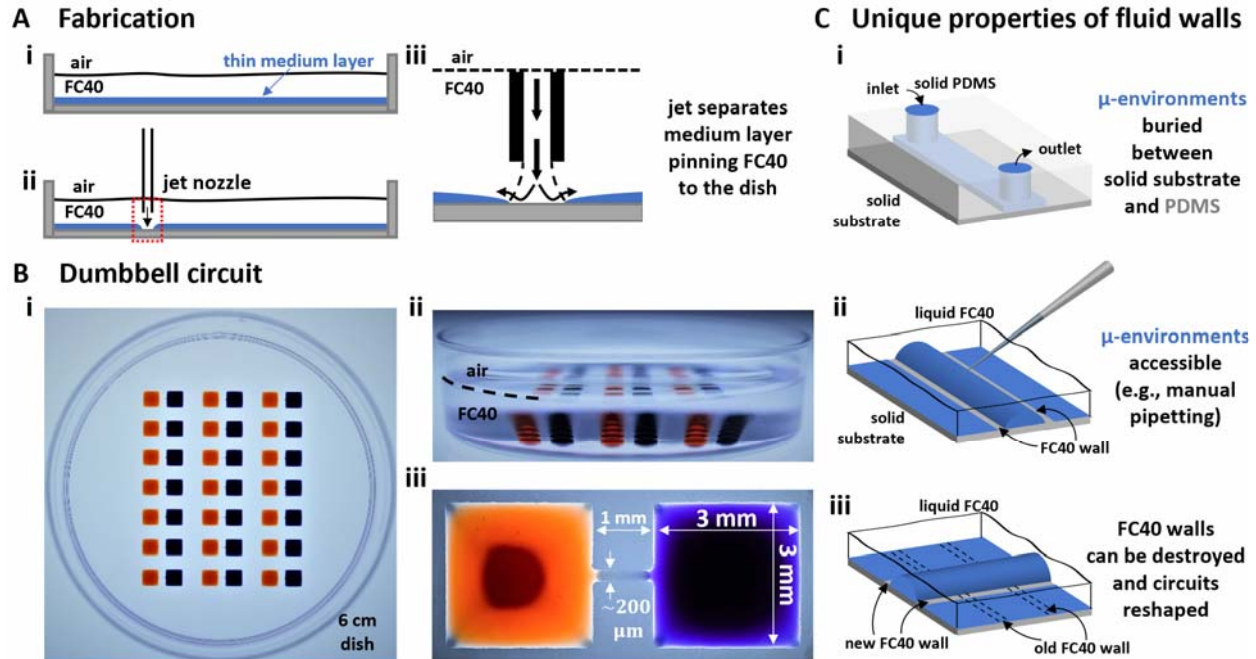 A Fabrication
i
air
FC40
thin medium layer
ii
air
FC40
jet nozzle
iii
air
FC40
jet separates
medium layer
pinning FC40
to the dish
B Dumbbell circuit
i
6 cm
dish
ii
air
FC40
iii
1 mm
3 mm
3 mm
~200
μm
C Unique properties of fluid walls
i
inlet
solid PDMS
outlet
solid
substrate
μ-environments
buried
between
solid substrate
and PDMS
ii
liquid FC40
solid
substrate
FC40 wall
μ-environments
accessible
(e.g., manual
pipetting)
iii
liquid FC40
new FC40 wall
old FC40 wall
FC40 walls
can be destroyed
and circuits
reshaped